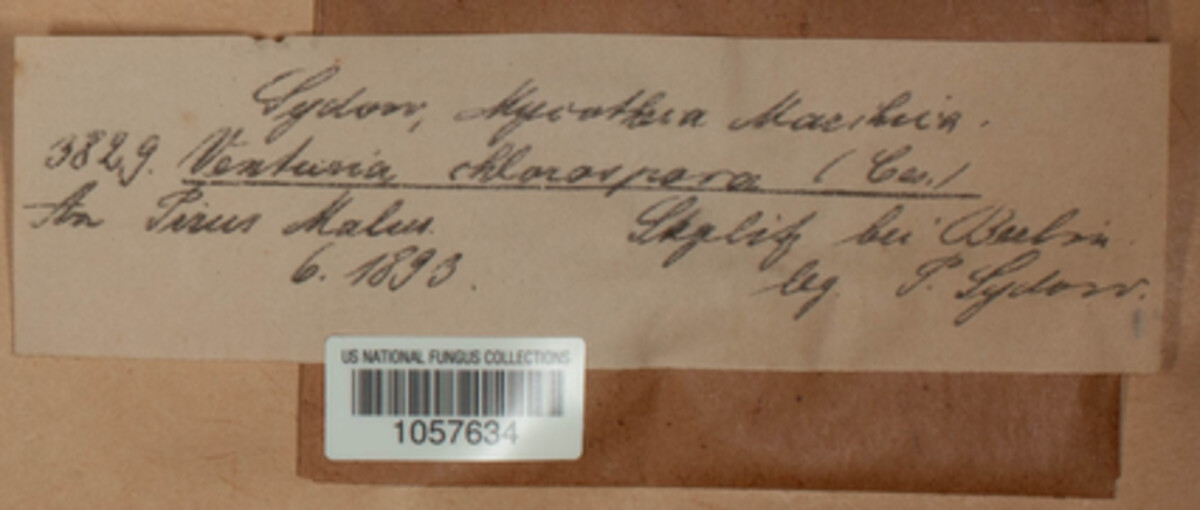 Sydow, Mycotheca Marchica.
3829. Venturia chlorospora (Ces.)
An Pirus Malus. Steglitz bei Berlin.
6. 1893. leg. P. Sydow.
US NATIONAL FUNGUS COLLECTIONS
1057634